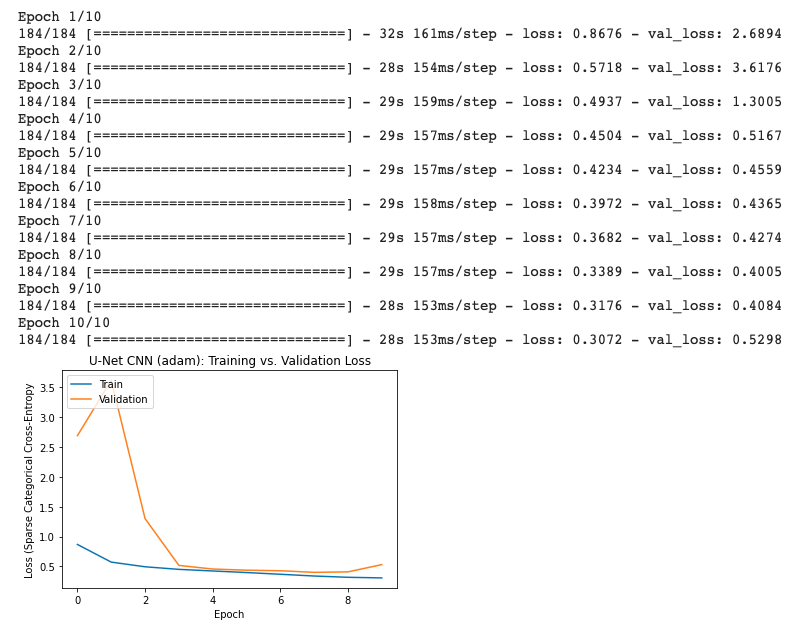 Epoch 1/10
184/184 [==============================] - 32s 161ms/step - loss: 0.8676 - val_loss: 2.6894
Epoch 2/10
184/184 [==============================] - 28s 154ms/step - loss: 0.5718 - val_loss: 3.6176
Epoch 3/10
184/184 [==============================] - 29s 159ms/step - loss: 0.4937 - val_loss: 1.3005
Epoch 4/10
184/184 [==============================] - 29s 157ms/step - loss: 0.4504 - val_loss: 0.5167
Epoch 5/10
184/184 [==============================] - 29s 157ms/step - loss: 0.4234 - val_loss: 0.4559
Epoch 6/10
184/184 [==============================] - 29s 158ms/step - loss: 0.3972 - val_loss: 0.4365
Epoch 7/10
184/184 [==============================] - 29s 157ms/step - loss: 0.3682 - val_loss: 0.4274
Epoch 8/10
184/184 [==============================] - 29s 157ms/step - loss: 0.3389 - val_loss: 0.4005
Epoch 9/10
184/184 [==============================] - 28s 153ms/step - loss: 0.3176 - val_loss: 0.4084
Epoch 10/10
184/184 [==============================] - 28s 153ms/step - loss: 0.3072 - val_loss: 0.5298
U-Net CNN (adam): Training vs. Validation Loss
Train
Validation
Loss (Sparse Categorical Cross-Entropy
3.5
3.0
2.5
2.0
1.5
1.0
0.5
0 2 4 6 8
Epoch